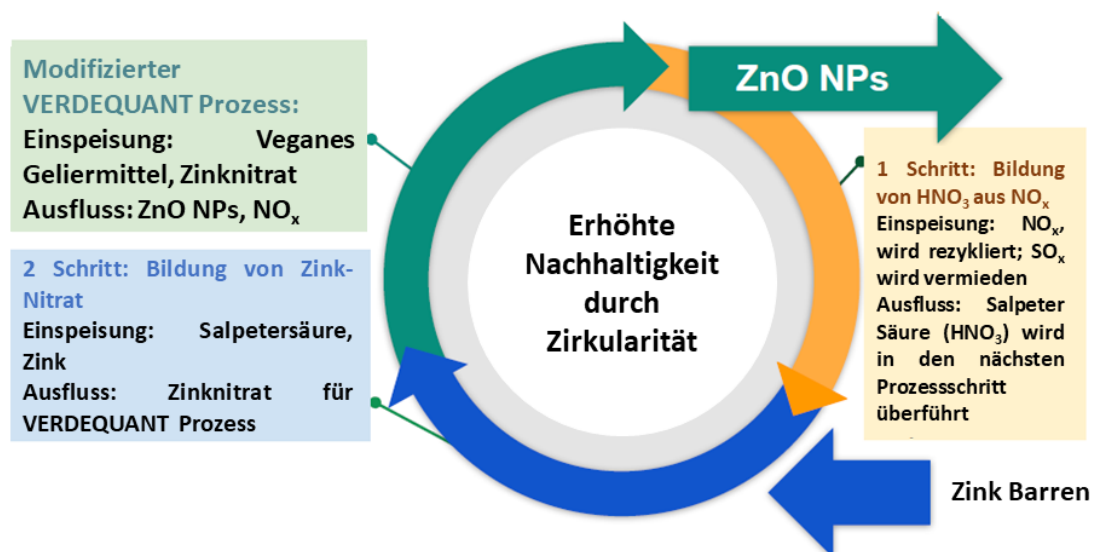 Modifizierter
VERDEQUANT Prozess:
Einspeisung: Veganes
Geliermittel, Zinknitrat
Ausfluss: ZnO NPs, NOₓ
2 Schritt: Bildung von Zink-
Nitrat
Einspeisung: Salpetersäure,
Zink
Ausfluss: Zinknitrat für
VERDEQUANT Prozess
Erhöhte
Nachhaltigkeit
durch
Zirkularität
ZnO NPs
1 Schritt: Bildung
von HNO₃ aus NOₓ
Einspeisung: NOₓ,
wird rezykliert; SOₓ
wird vermieden
Ausfluss: Salpeter
Säure (HNO₃) wird
in den nächsten
Prozessschritt
überführt
Zink Barren